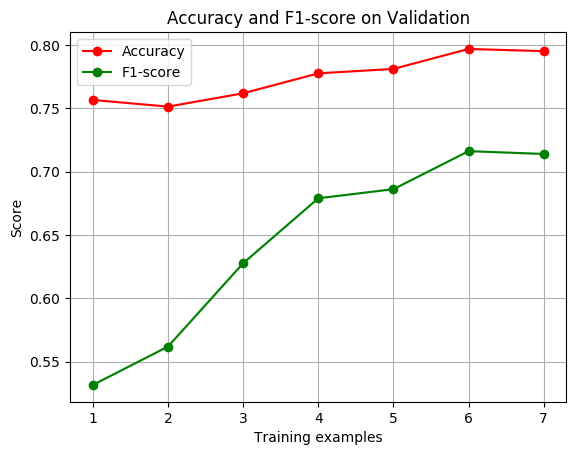 Accuracy and F1-score on Validation
Accuracy
F1-score
0.80
0.75
0.70
0.65
0.60
0.55
Score
1 2 3 4 5 6 7
Training examples